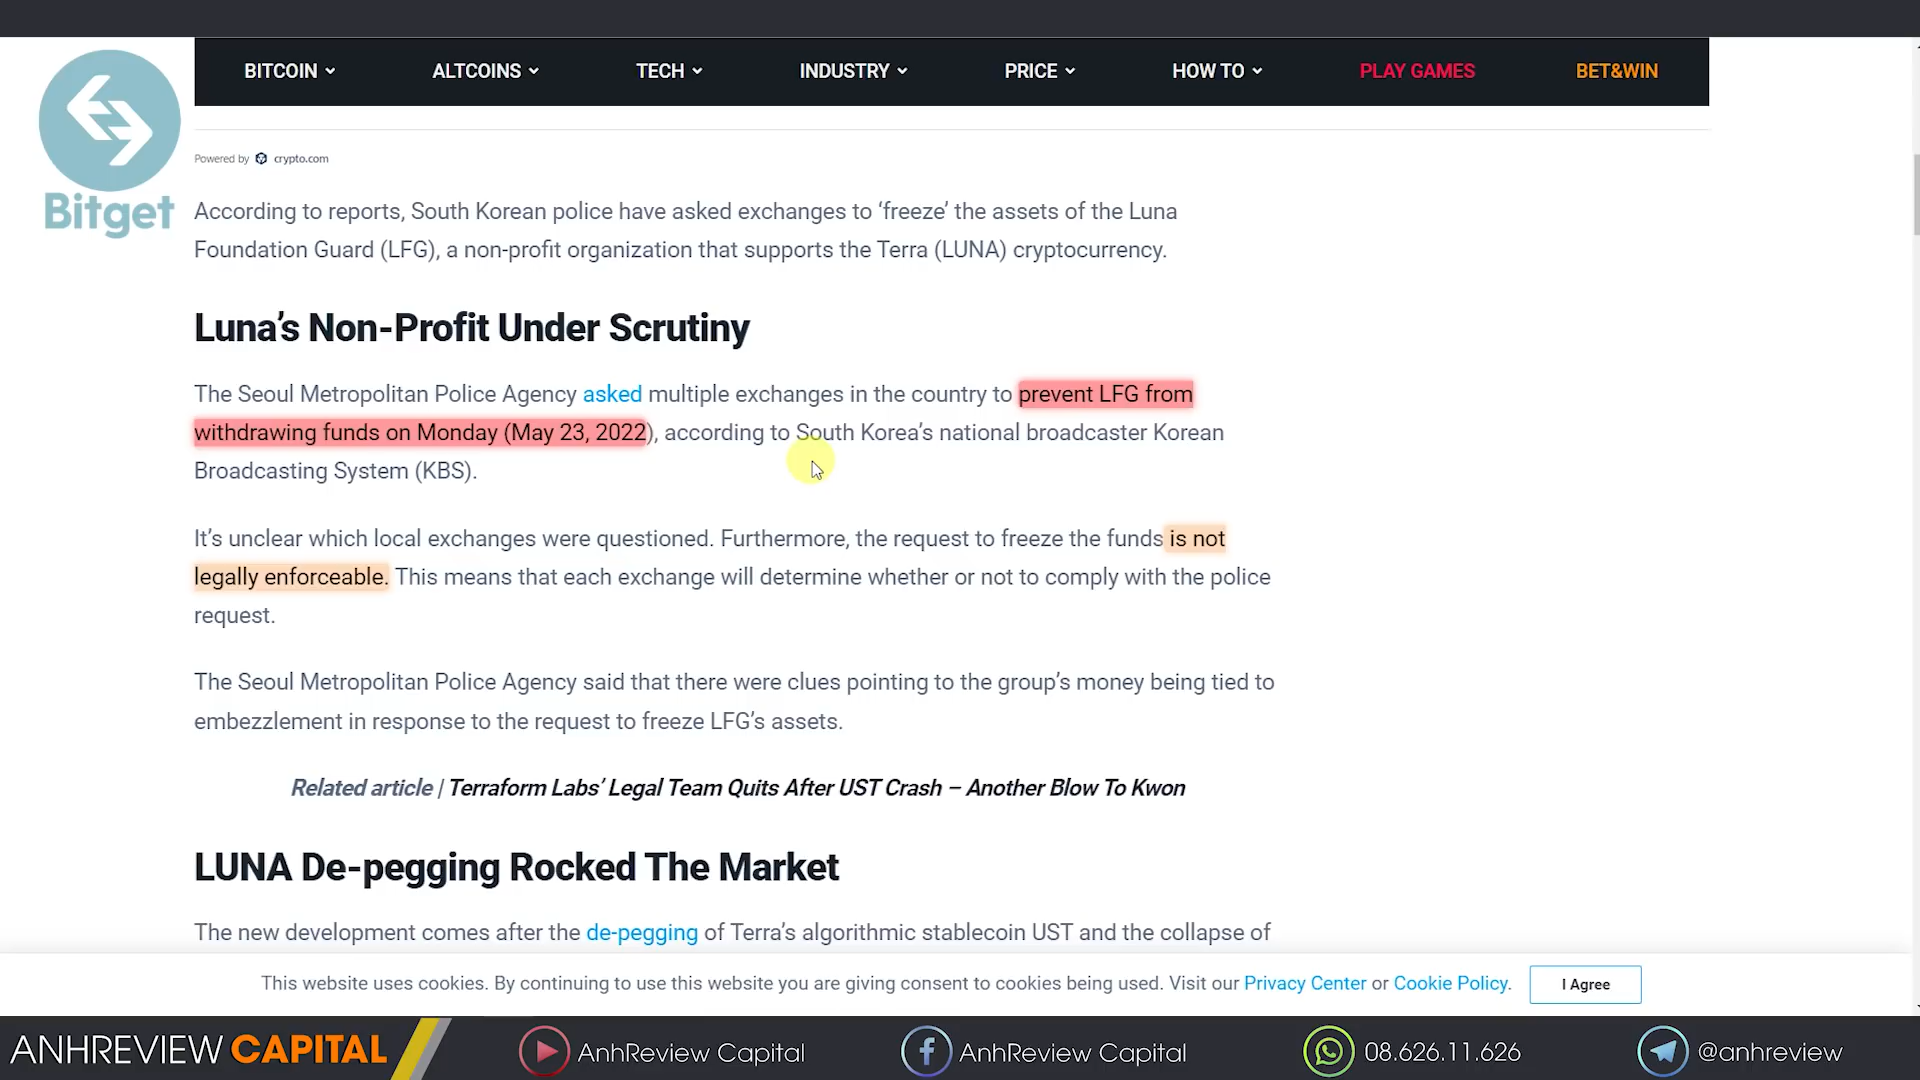 BITCOIN ALTCOINS TECH INDUSTRY PRICE HOW TO PLAY GAMES BET&WIN
Bitget
Powered by crypto.com
According to reports, South Korean police have asked exchanges to ‘freeze’ the assets of the Luna
Foundation Guard (LFG), a non-profit organization that supports the Terra (LUNA) cryptocurrency.
Luna’s Non-Profit Under Scrutiny
The Seoul Metropolitan Police Agency asked multiple exchanges in the country to prevent LFG from
withdrawing funds on Monday (May 23, 2022), according to South Korea’s national broadcaster Korean
Broadcasting System (KBS).
It’s unclear which local exchanges were questioned. Furthermore, the request to freeze the funds is not
legally enforceable. This means that each exchange will determine whether or not to comply with the police
request.
The Seoul Metropolitan Police Agency said that there were clues pointing to the group’s money being tied to
embezzlement in response to the request to freeze LFG’s assets.
Related article | Terraform Labs’ Legal Team Quits After UST Crash – Another Blow To Kwon
LUNA De-pegging Rocked The Market
The new development comes after the de-pegging of Terra’s algorithmic stablecoin UST and the collapse of
This website uses cookies. By continuing to use this website you are giving consent to cookies being used. Visit our Privacy Center or Cookie Policy. I Agree
ANHREVIEW CAPITAL AnhReview Capital AnhReview Capital 08.626.11.626 @anhreview